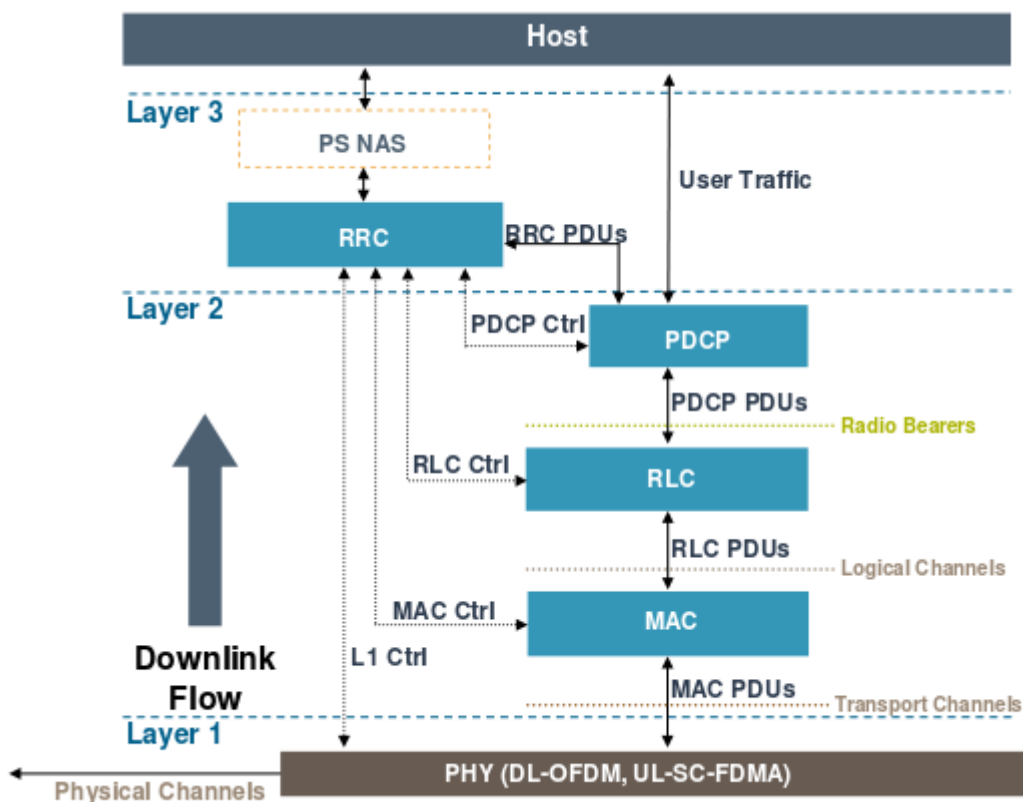 Host
Layer 3
PS NAS
User Traffic
RRC
RRC PDUs
Layer 2
PDCP Ctrl
PDCP
PDCP PDUs
Radio Bearers
RLC Ctrl
RLC
RLC PDUs
Logical Channels
MAC Ctrl
MAC
Downlink
Flow
L1 Ctrl
MAC PDUs
Transport Channels
Layer 1
PHY (DL-OFDM, UL-SC-FDMA)
Physical Channels